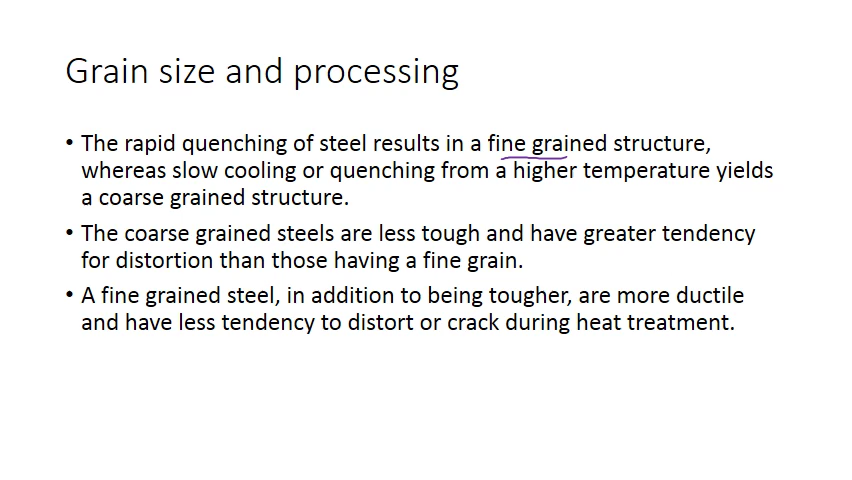 Grain size and processing
• The rapid quenching of steel results in a fine grained structure,
whereas slow cooling or quenching from a higher temperature yields
a coarse grained structure.
• The coarse grained steels are less tough and have greater tendency
for distortion than those having a fine grain.
• A fine grained steel, in addition to being tougher, are more ductile
and have less tendency to distort or crack during heat treatment.